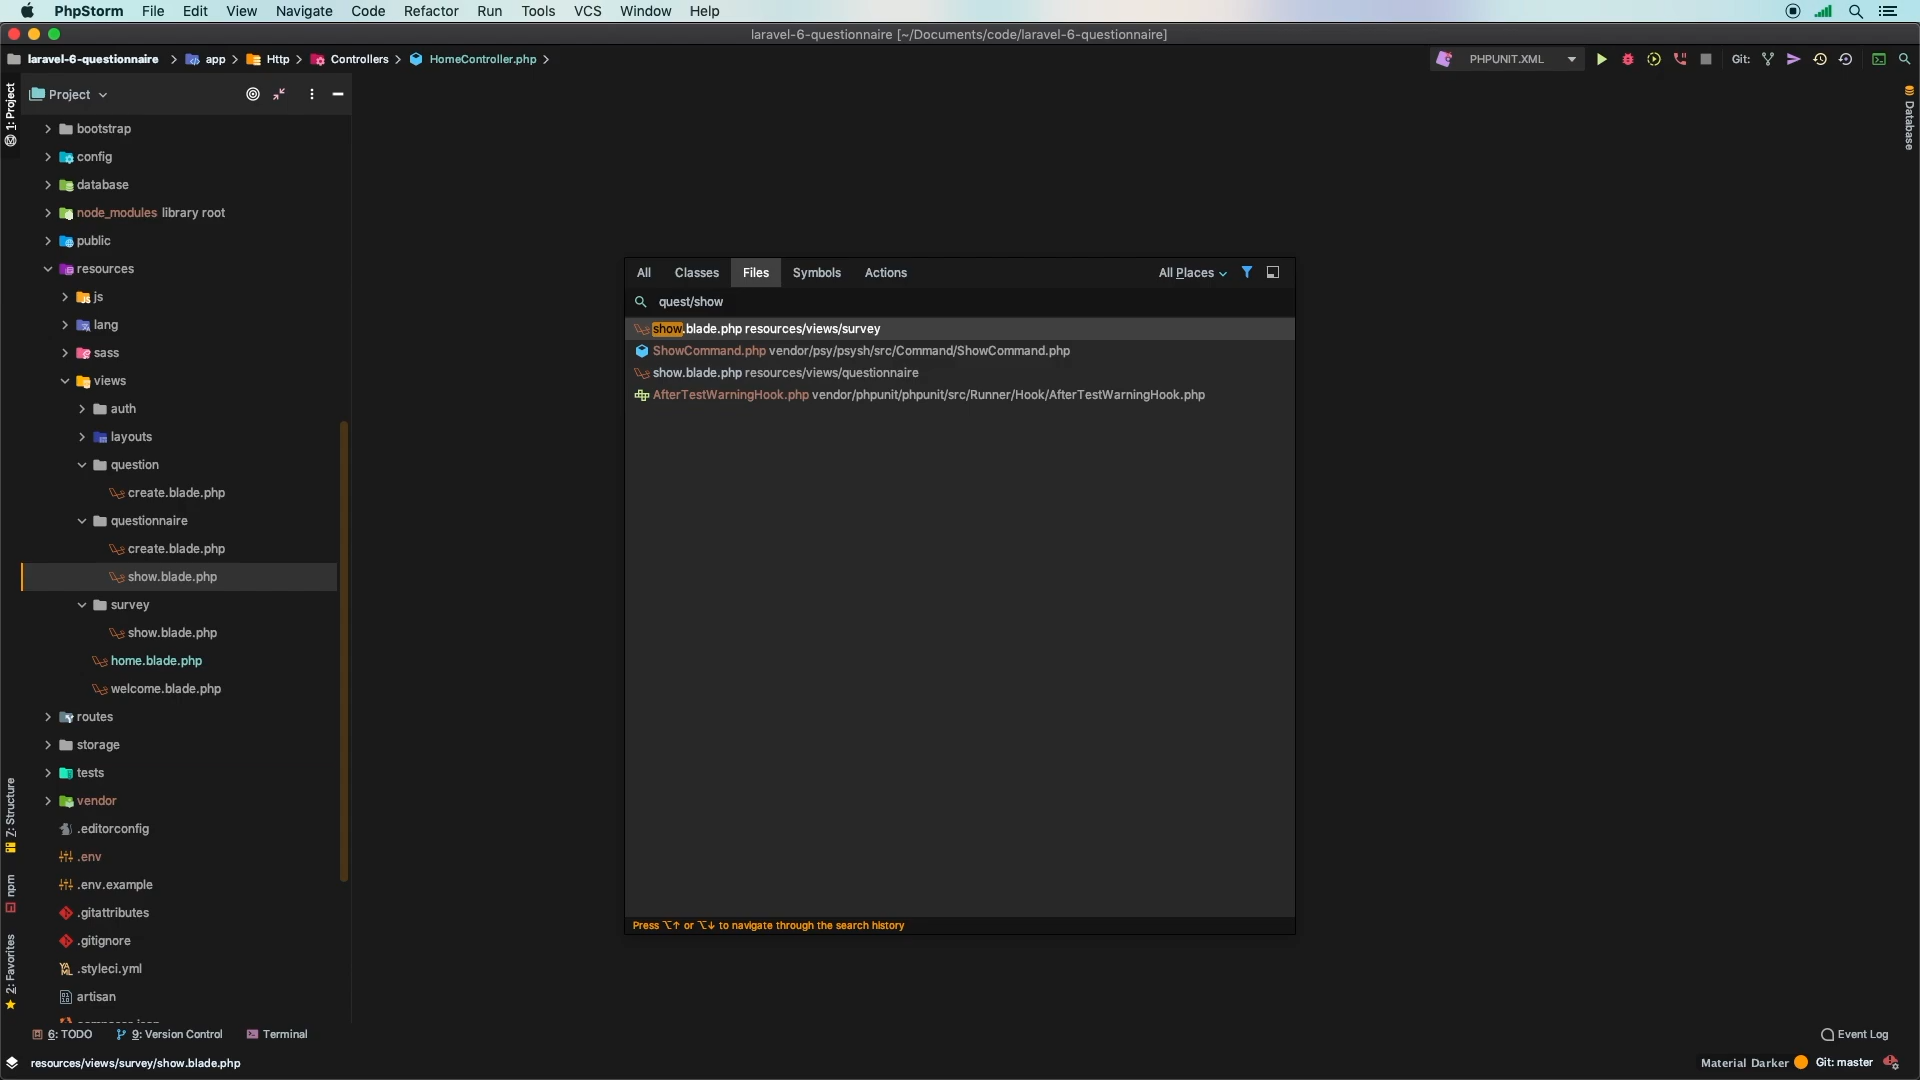 PhpStorm File Edit View Navigate Code Refactor Run Tools VCS Window Help
laravel-6-questionnaire [~/Documents/code/laravel-6-questionnaire]
laravel-6-questionnaire app Http Controllers HomeController.php
PHPUNIT.XML Git:
1: Project
Project
Database
bootstrap
config
database
node_modules library root
public
resources
js
lang
sass
views
auth
layouts
question
create.blade.php
questionnaire
create.blade.php
show.blade.php
survey
show.blade.php
home.blade.php
welcome.blade.php
routes
storage
tests
vendor
.editorconfig
.env
.env.example
.gitattributes
.gitignore
.styleci.yml
artisan
Z: Structure
npm
2: Favorites
All Classes Files Symbols Actions All Places
quest/show
show.blade.php resources/views/survey
ShowCommand.php vendor/psy/psysh/src/Command/ShowCommand.php
show.blade.php resources/views/questionnaire
AfterTestWarningHook.php vendor/phpunit/phpunit/src/Runner/Hook/AfterTestWarningHook.php
Press ⌥↑ or ⌥↓ to navigate through the search history
6: TODO 9: Version Control Terminal Event Log
resources/views/survey/show.blade.php Material Darker Git: master